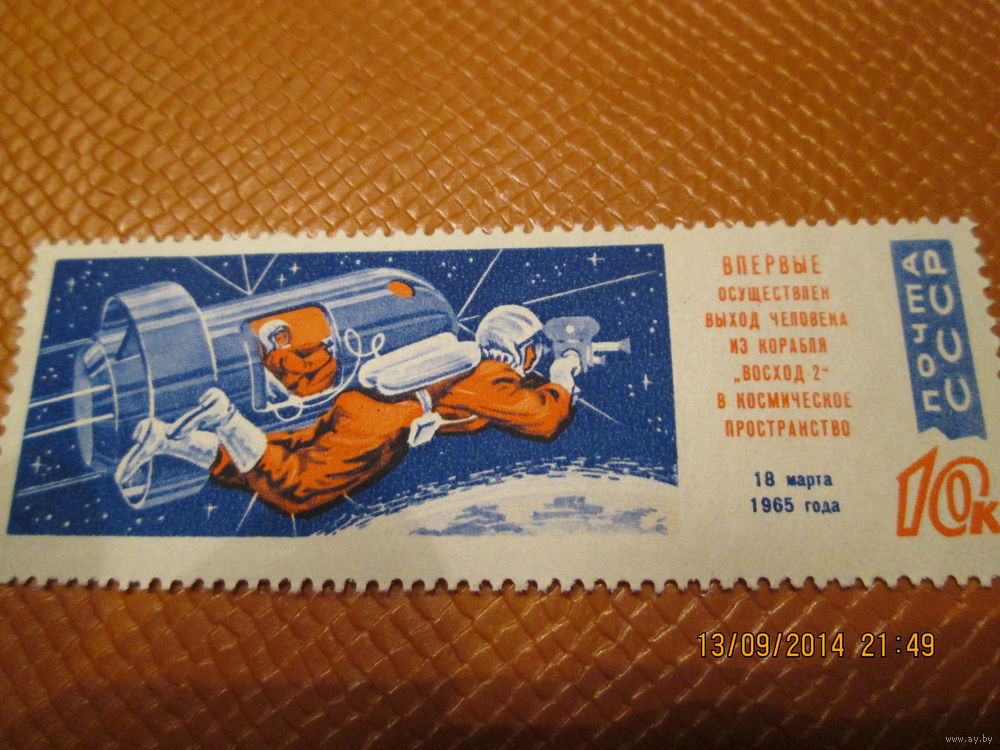 ВПЕРВЫЕ
ОСУЩЕСТВЛЕН
ВЫХОД ЧЕЛОВЕКА
ИЗ КОРАБЛЯ
„ВОСХОД-2“
В КОСМИЧЕСКОЕ
ПРОСТРАНСТВО
18 марта
1965 года
ПОЧТА
СССР
10К
13/09/2014 21:49
www.ay.by